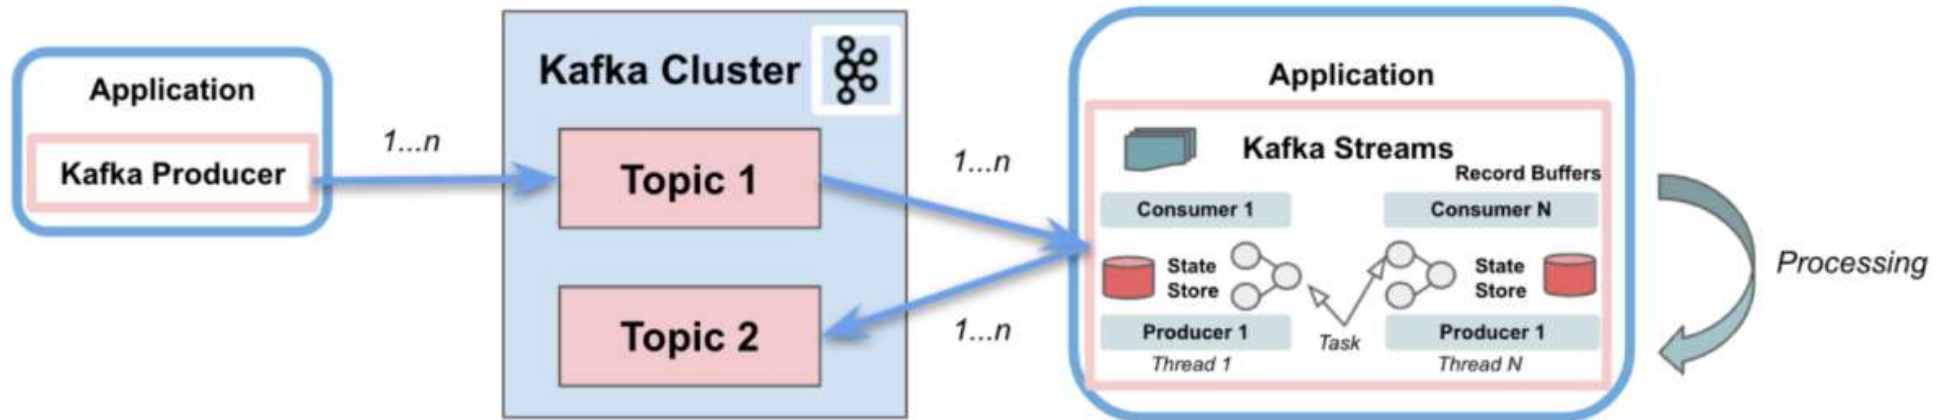 Application
Kafka Producer
1...n
Kafka Cluster
Topic 1
Topic 2
1...n
1...n
Application
Kafka Streams
Record Buffers
Consumer 1
Consumer N
State
Store
State
Store
Producer 1
Producer 1
Task
Thread 1
Thread N
Processing